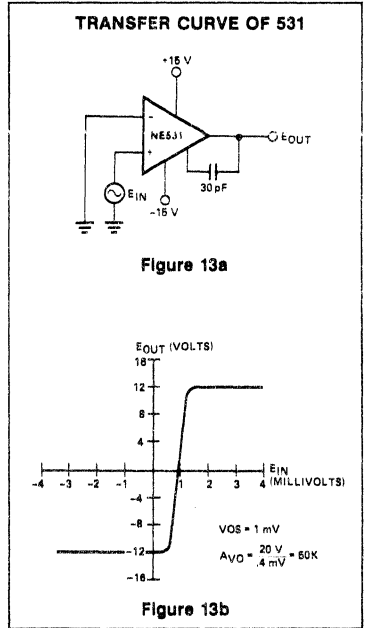 TRANSFER CURVE OF 531
+15 V
NE531
-
+
EOUT
30 pF
EIN
-15 V
Figure 13a
EOUT (VOLTS)
16
12
8
4
-4 -3 -2 -1 1 2 3 4
EIN
(MILLIVOLTS)
-4
-8
-12
-16
VOS = 1 mV
AVO = 20 V / .4 mV = 50K
Figure 13b